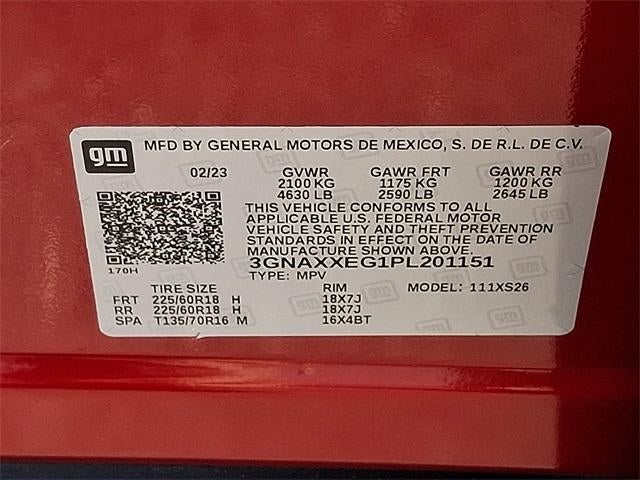 gm
MFD BY GENERAL MOTORS DE MEXICO, S. DE R.L. DE C.V.
02/23 GVWR GAWR FRT GAWR RR
2100 KG 1175 KG 1200 KG
4630 LB 2590 LB 2645 LB
THIS VEHICLE CONFORMS TO ALL
APPLICABLE U.S. FEDERAL MOTOR
VEHICLE SAFETY AND THEFT PREVENTION
STANDARDS IN EFFECT ON THE DATE OF
MANUFACTURE SHOWN ABOVE.
3GNAXXEG1PL201151
170H
TYPE: MPV
TIRE SIZE RIM MODEL: 111XS26
FRT 225/60R18 H 18X7J
RR 225/60R18 H 18X7J
SPA T135/70R16 M 16X4BT